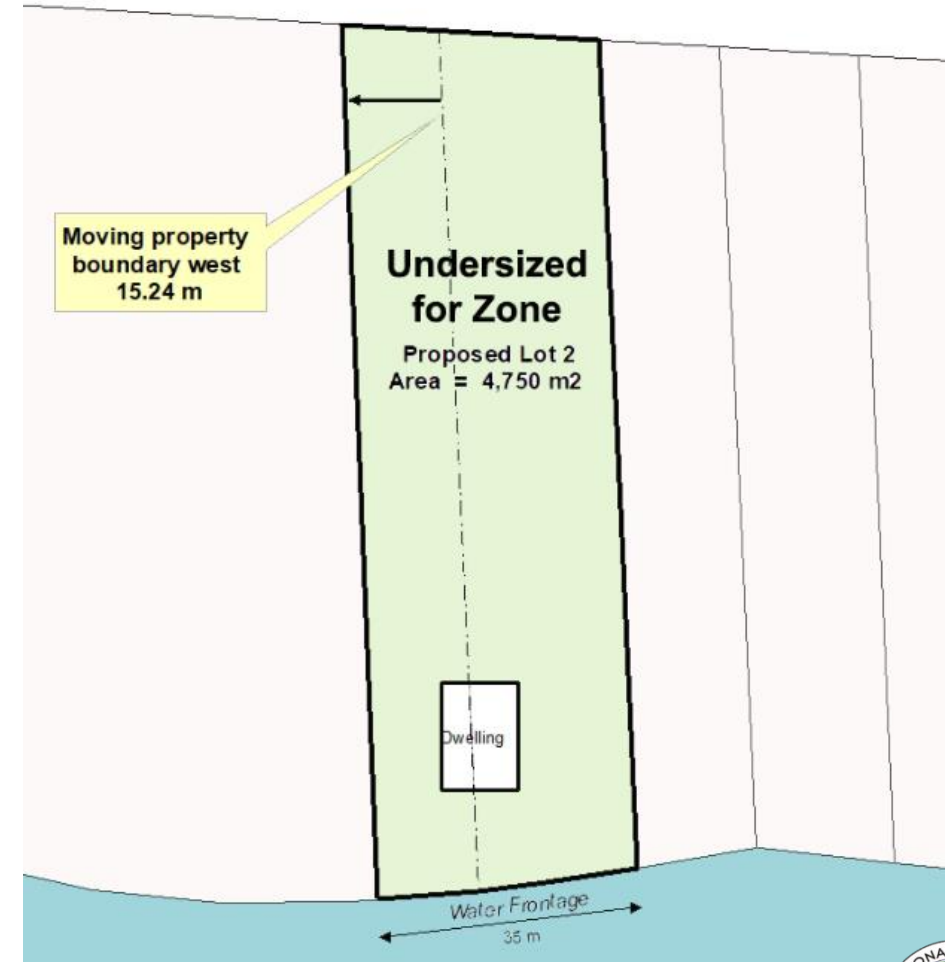 Moving property
boundary west
15.24 m
Undersized
for Zone
Proposed Lot 2
Area = 4,750 m2
Dwelling
Water Frontage
35 m